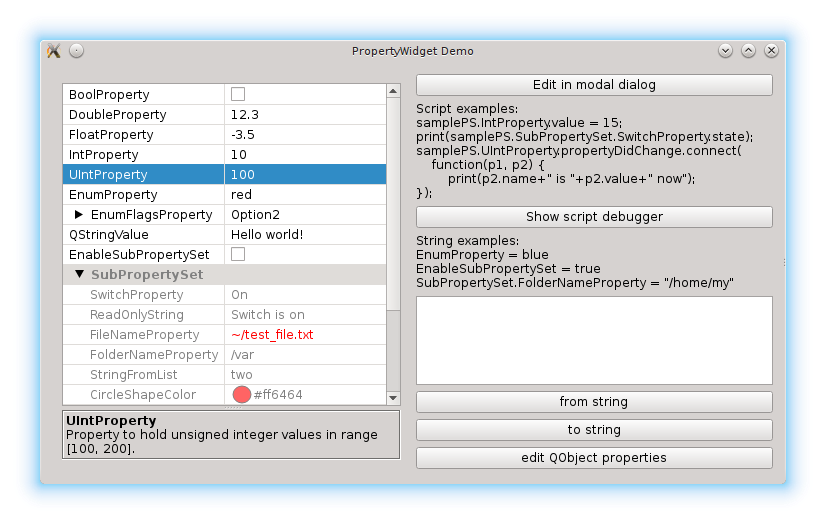 PropertyWidget Demo
BoolProperty
DoubleProperty 12.3
FloatProperty -3.5
IntProperty 10
UIntProperty 100
EnumProperty red
EnumFlagsProperty Option2
QStringValue Hello world!
EnableSubPropertySet
SubPropertySet
SwitchProperty On
ReadOnlyString Switch is on
FileNameProperty ~/test_file.txt
FolderNameProperty /var
StringFromList two
CircleShapeColor #ff6464
UIntProperty
Property to hold unsigned integer values in range
[100, 200].
Edit in modal dialog
Script examples:
samplePS.IntProperty.value = 15;
print(samplePS.SubPropertySet.SwitchProperty.state);
samplePS.UIntProperty.propertyDidChange.connect(
function(p1, p2) {
print(p2.name+" is "+p2.value+" now");
});
Show script debugger
String examples:
EnumProperty = blue
EnableSubPropertySet = true
SubPropertySet.FolderNameProperty = "/home/my"
from string
to string
edit QObject properties